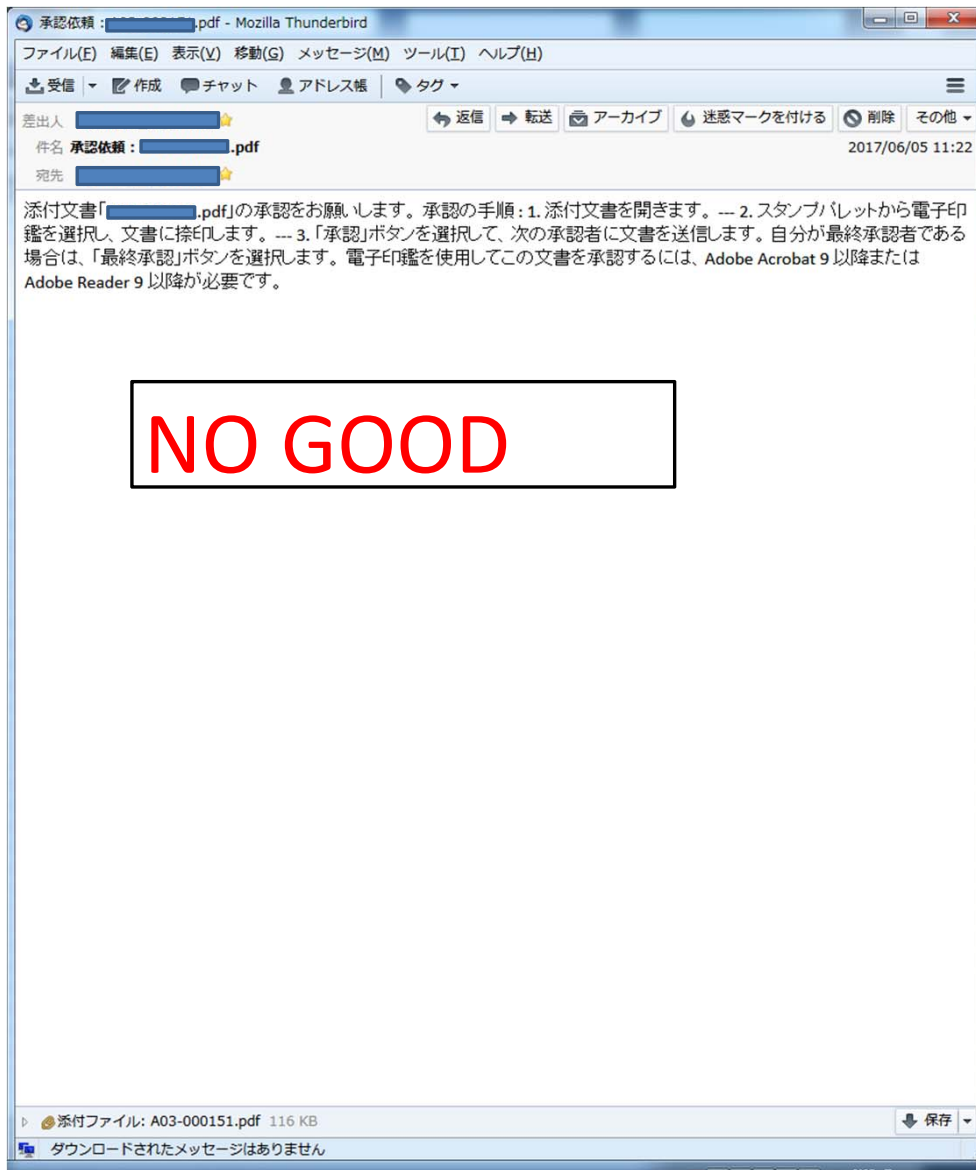 承認依頼 : .pdf - Mozilla Thunderbird
ファイル(F) 編集(E) 表示(V) 移動(G) メッセージ(M) ツール(T) ヘルプ(H)
受信 作成 チャット アドレス帳 タグ
差出人 返信 転送 アーカイブ 迷惑マークを付ける 削除 その他
件名 承認依頼 : .pdf 2017/06/05 11:22
宛先
添付文書「 .pdf」の承認をお願いします。承認の手順 : 1. 添付文書を開きます。 --- 2. スタンプパレットから電子印
鑑を選択し、文書に捺印します。 --- 3. 「承認」ボタンを選択して、次の承認者に文書を送信します。自分が最終承認者である
場合は、「最終承認」ボタンを選択します。電子印鑑を使用してこの文書を承認するには、Adobe Acrobat 9 以降または
Adobe Reader 9 以降が必要です。
NO GOOD
添付ファイル: A03-000151.pdf 116 KB 保存
ダウンロードされたメッセージはありません